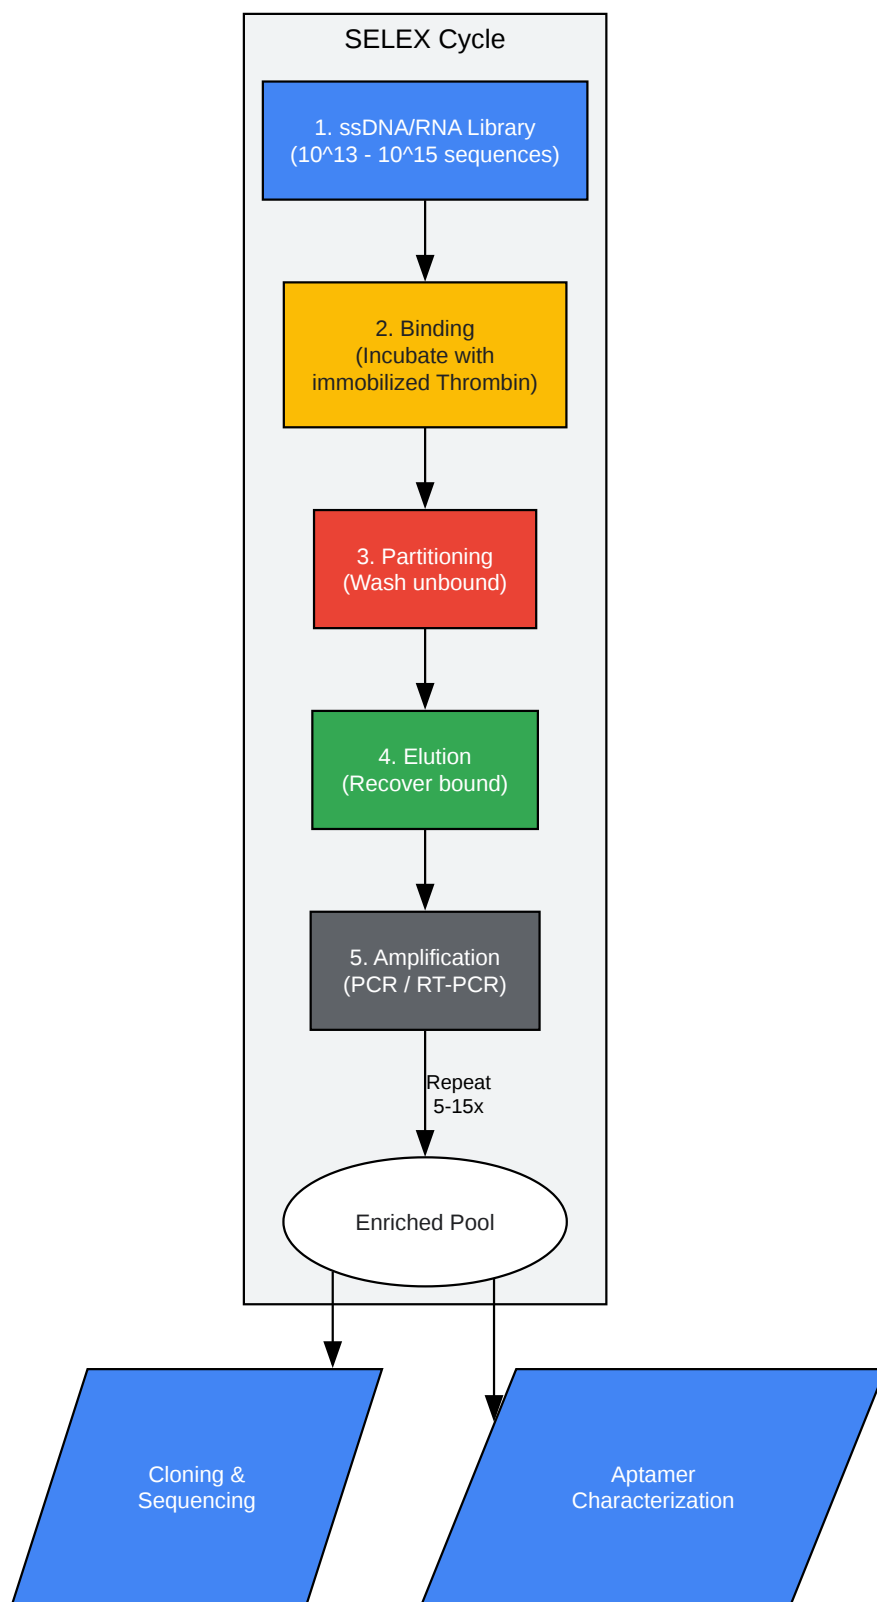 SELEX Cycle
1. ssDNA/RNA Library
(10^13 - 10^15 sequences)
2. Binding
(Incubate with
immobilized Thrombin)
3. Partitioning
(Wash unbound)
4. Elution
(Recover bound)
5. Amplification
(PCR / RT-PCR)
Repeat
5-15x
Enriched Pool
Cloning &
Sequencing
Aptamer
Characterization